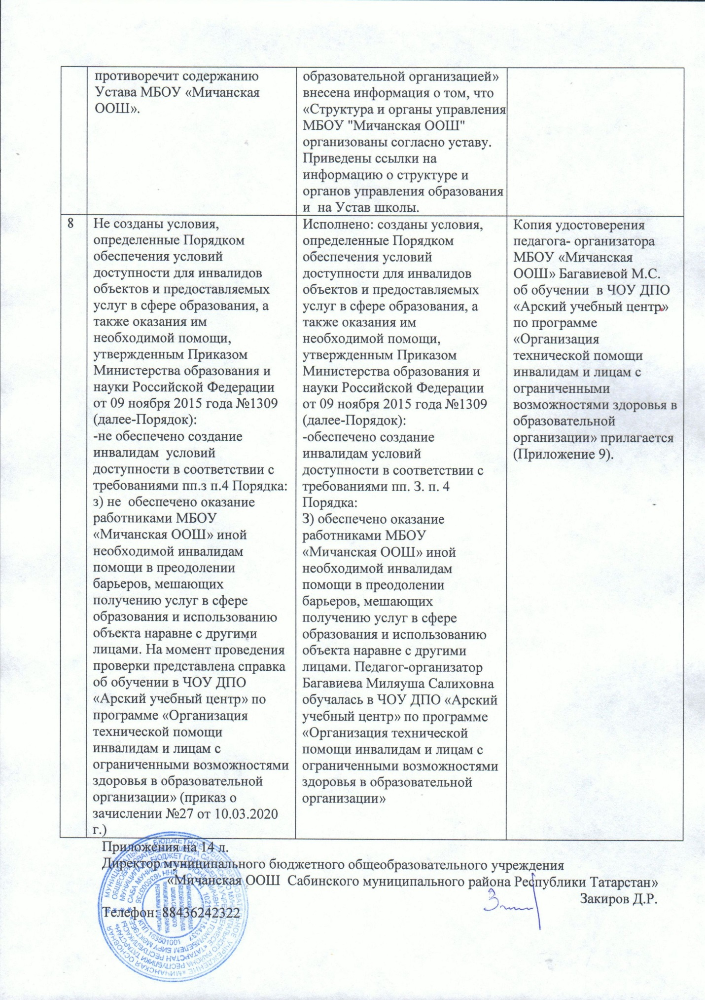 противоречит содержанию
Устава МБОУ «Мичанская
ООШ».
образовательной организацией»
внесена информация о том, что
«Структура и органы управления
МБОУ "Мичанская ООШ"
организованы согласно уставу.
Приведены ссылки на
информацию о структуре и
органов управления образования
и на Устав школы.
8
Не созданы условия,
определенные Порядком
обеспечения условий
доступности для инвалидов
объектов и предоставляемых
услуг в сфере образования, а
также оказания им
необходимой помощи,
утвержденным Приказом
Министерства образования и
науки Российской Федерации
от 09 ноября 2015 года №1309
(далее-Порядок):
-не обеспечено создание
инвалидам условий
доступности в соответствии с
требованиями пп.з п.4 Порядка:
з) не обеспечено оказание
работниками МБОУ
«Мичанская ООШ» иной
необходимой инвалидам
помощи в преодолении
барьеров, мешающих
получению услуг в сфере
образования и использованию
объекта наравне с другими
лицами. На момент проведения
проверки представлена справка
об обучении в ЧОУ ДПО
«Арский учебный центр» по
программе «Организация
технической помощи
инвалидам и лицам с
ограниченными возможностями
здоровья в образовательной
организации» (приказ о
зачислении №27 от 10.03.2020
г.)
Исполнено: созданы условия,
определенные Порядком
обеспечения условий
доступности для инвалидов
объектов и предоставляемых
услуг в сфере образования, а
также оказания им
необходимой помощи,
утвержденным Приказом
Министерства образования и
науки Российской Федерации
от 09 ноября 2015 года №1309
(далее-Порядок):
-обеспечено создание
инвалидам условий
доступности в соответствии с
требованиями пп. З. п. 4
Порядка:
З) обеспечено оказание
работниками МБОУ
«Мичанская ООШ» иной
необходимой инвалидам
помощи в преодолении
барьеров, мешающих
получению услуг в сфере
образования и использованию
объекта наравне с другими
лицами. Педагог-организатор
Багавиева Миляуша Салиховна
обучалась в ЧОУ ДПО «Арский
учебный центр» по программе
«Организация технической
помощи инвалидам и лицам с
ограниченными возможностями
здоровья в образовательной
организации»
Копия удостоверения
педагога- организатора
МБОУ «Мичанская
ООШ» Багавиевой М.С.
об обучении в ЧОУ ДПО
«Арский учебный центр»
по программе
«Организация
технической помощи
инвалидам и лицам с
ограниченными
возможностями здоровья в
образовательной
организации» прилагается
(Приложение 9).
Приложения на 14 л.
Директор муниципального бюджетного общеобразовательного учреждения
«Мичанская ООШ Сабинского муниципального района Республики Татарстан»
Закиров Д.Р.
Телефон: 88436242322
КПП 163501001